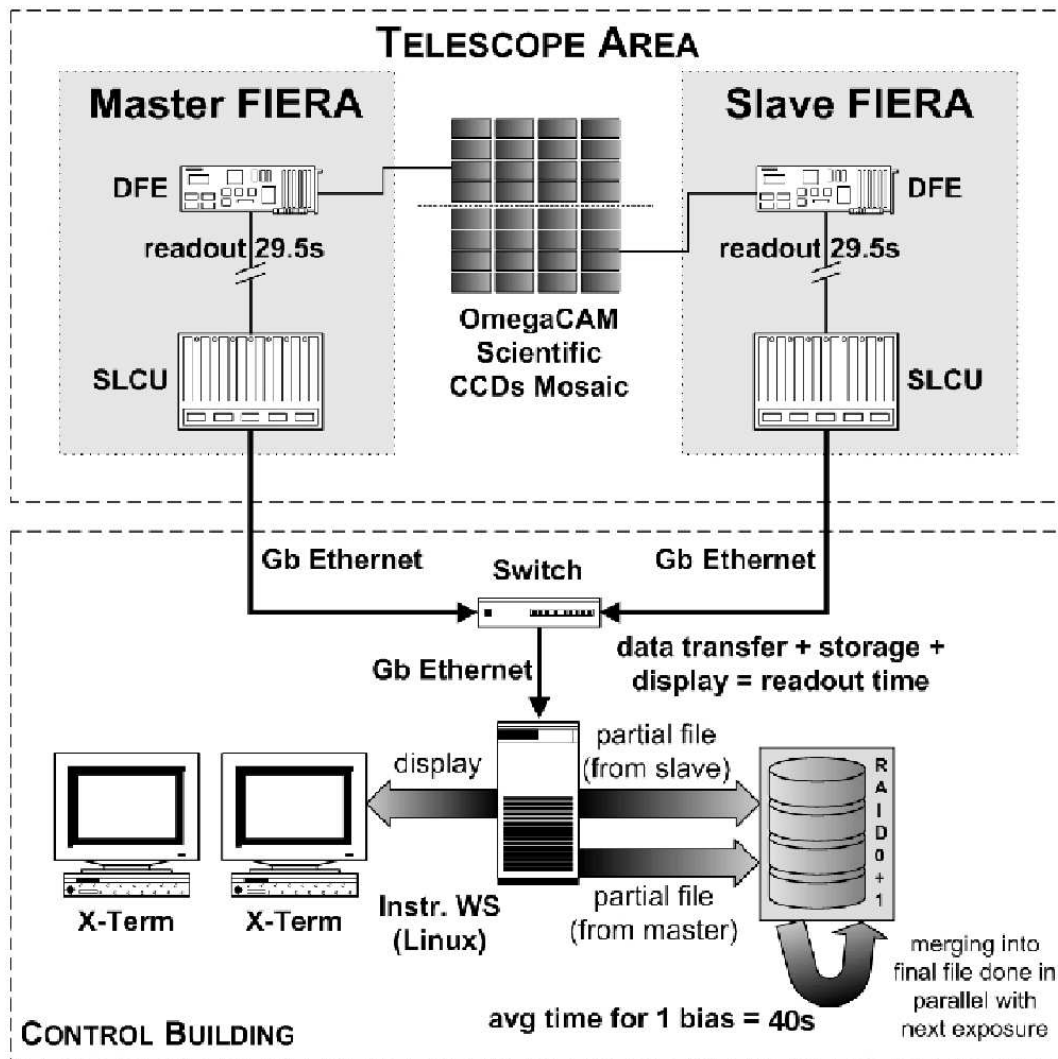 TELESCOPE AREA
Master FIERA
Slave FIERA
DFE
DFE
readout 29.5s
readout 29.5s
OmegaCAM
Scientific
CCDs Mosaic
SLCU
SLCU
Gb Ethernet
Gb Ethernet
Switch
Gb Ethernet
data transfer + storage +
display = readout time
display
partial file
(from slave)
RAID0+1
X-Term
X-Term
Instr. WS
(Linux)
partial file
(from master)
merging into
final file done in
parallel with
next exposure
avg time for 1 bias = 40s
CONTROL BUILDING